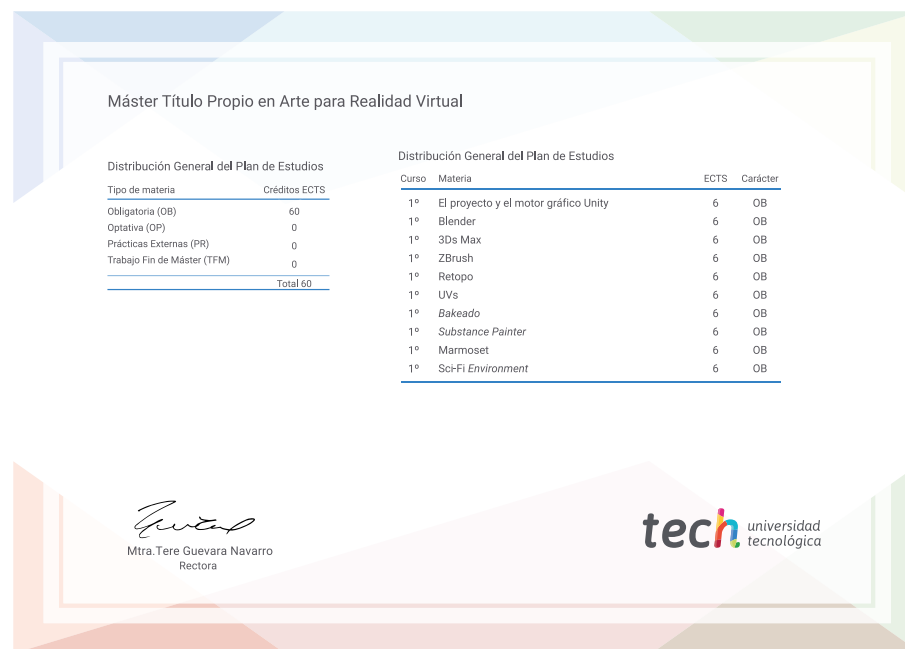 Máster Título Propio en Arte para Realidad Virtual
Distribución General del Plan de Estudios
Tipo de materia Créditos ECTS
Obligatoria (OB) 60
Optativa (OP) 0
Prácticas Externas (PR) 0
Trabajo Fin de Máster (TFM) 0
Total 60
Distribución General del Plan de Estudios
Curso Materia ECTS Carácter
1º El proyecto y el motor gráfico Unity 6 OB
1º Blender 6 OB
1º 3Ds Max 6 OB
1º ZBrush 6 OB
1º Retopo 6 OB
1º UVs 6 OB
1º Bakeado 6 OB
1º Substance Painter 6 OB
1º Marmoset 6 OB
1º Sci-Fi Environment 6 OB
Mtra.Tere Guevara Navarro
Rectora
tech universidad
tecnológica